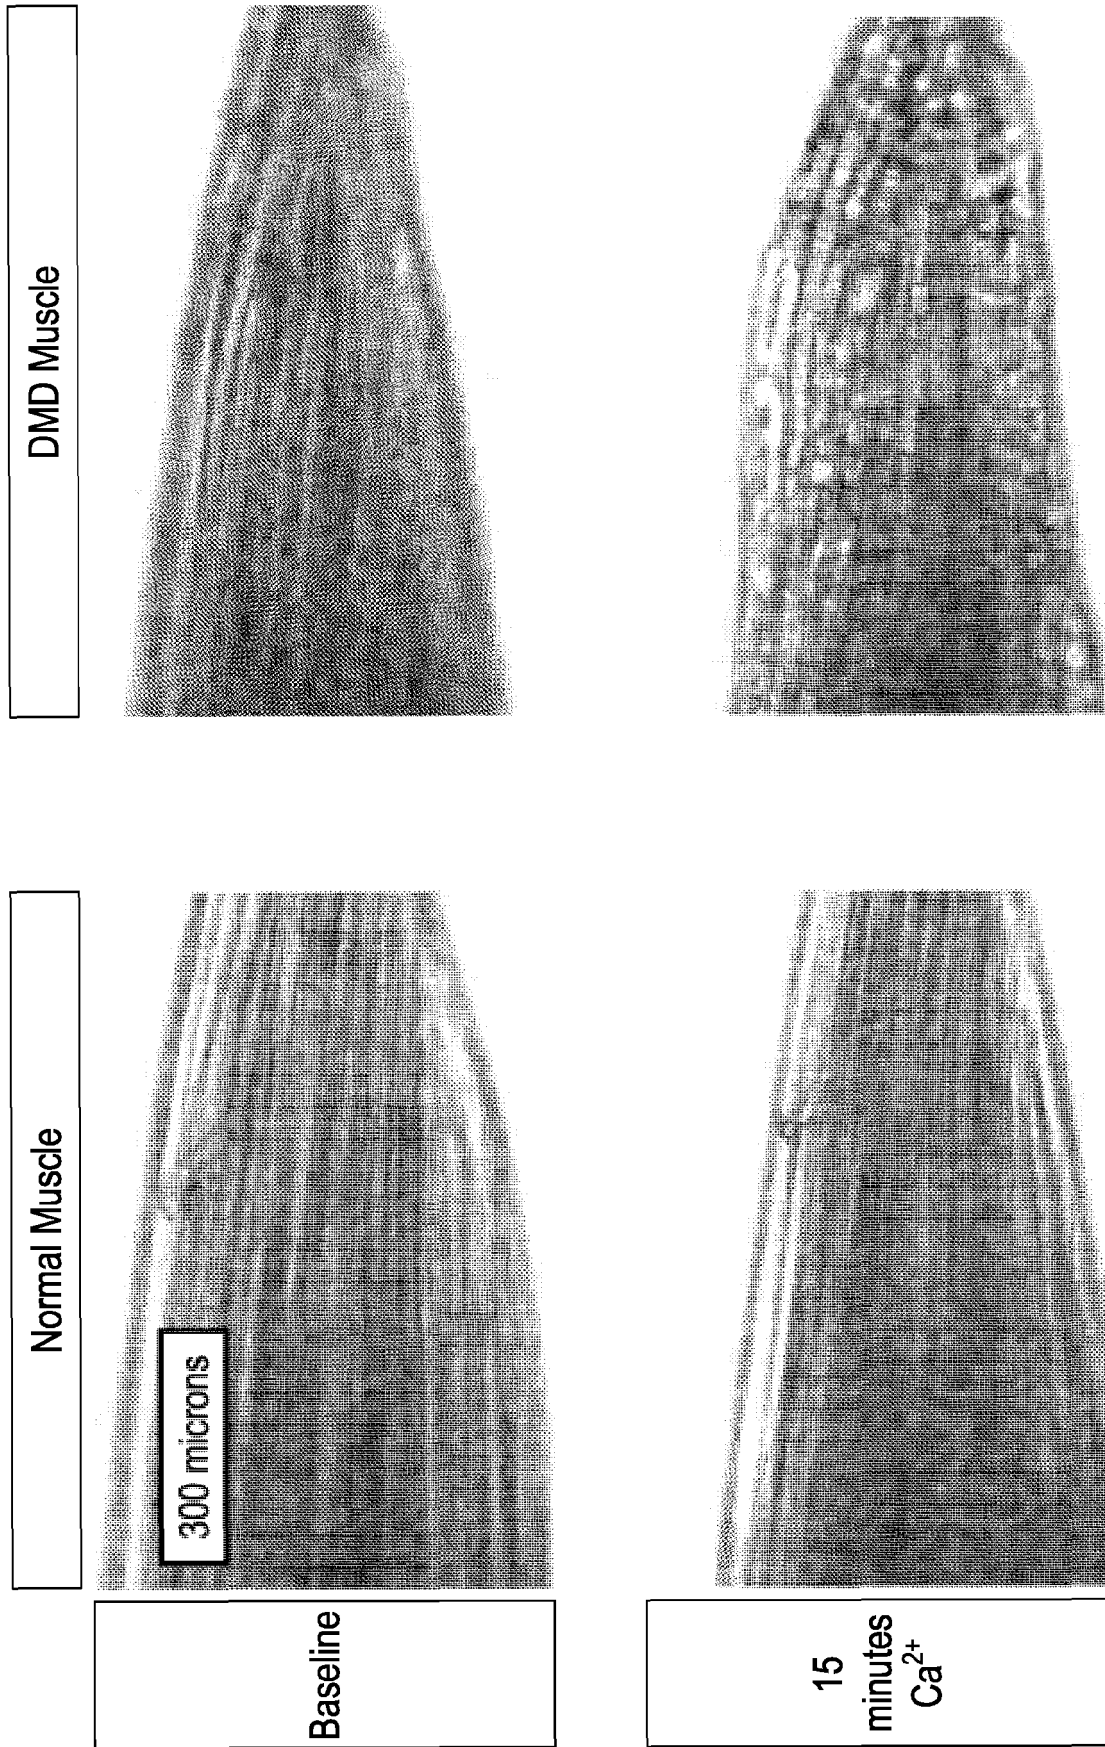 Normal Muscle
DMD Muscle
Baseline
300 microns
15
minutes
Ca²⁺